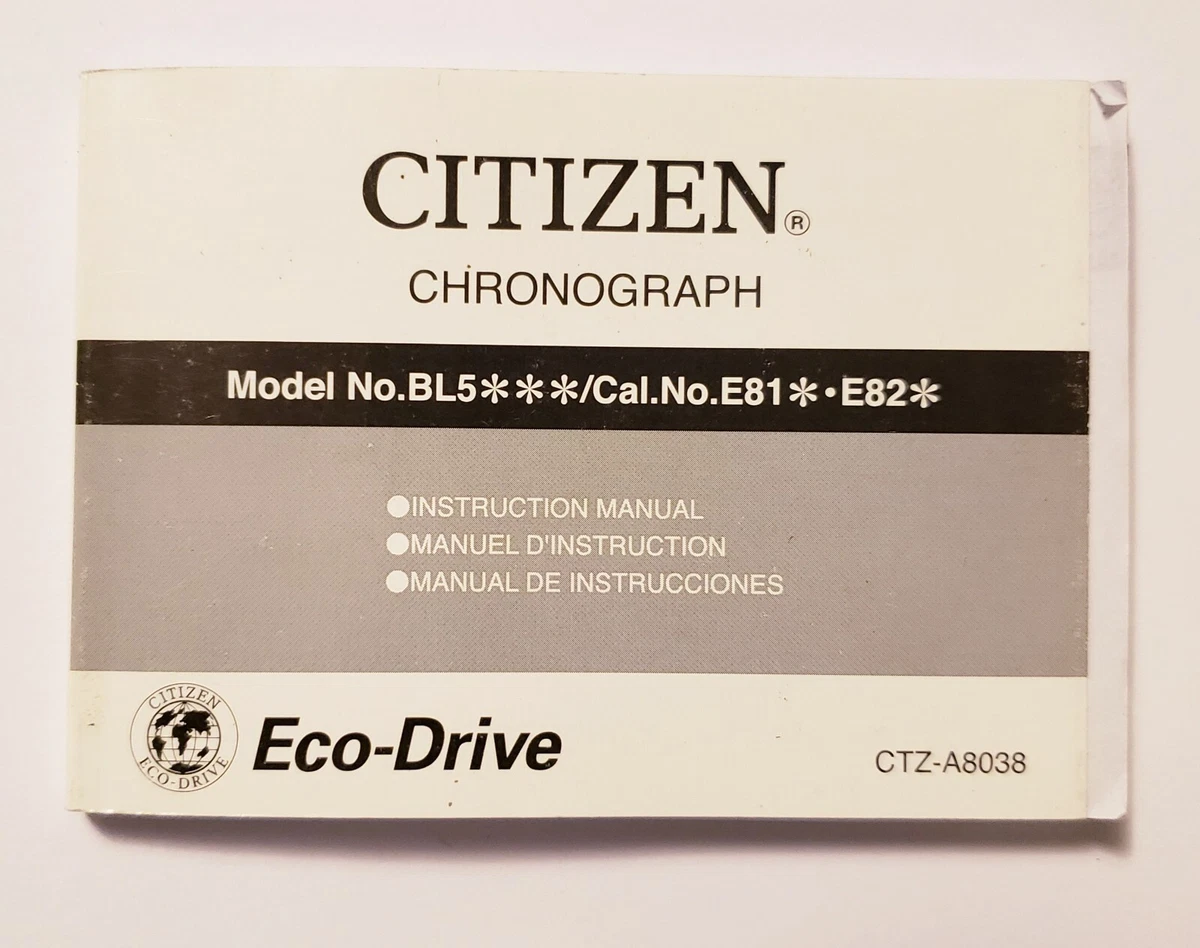 CITIZEN®
CHRONOGRAPH
Model No.BL5✽✽✽/Cal.No.E81✽・E82✽
●INSTRUCTION MANUAL
●MANUEL D'INSTRUCTION
●MANUAL DE INSTRUCCIONES
CITIZEN
ECO-DRIVE
Eco-Drive
CTZ-A8038